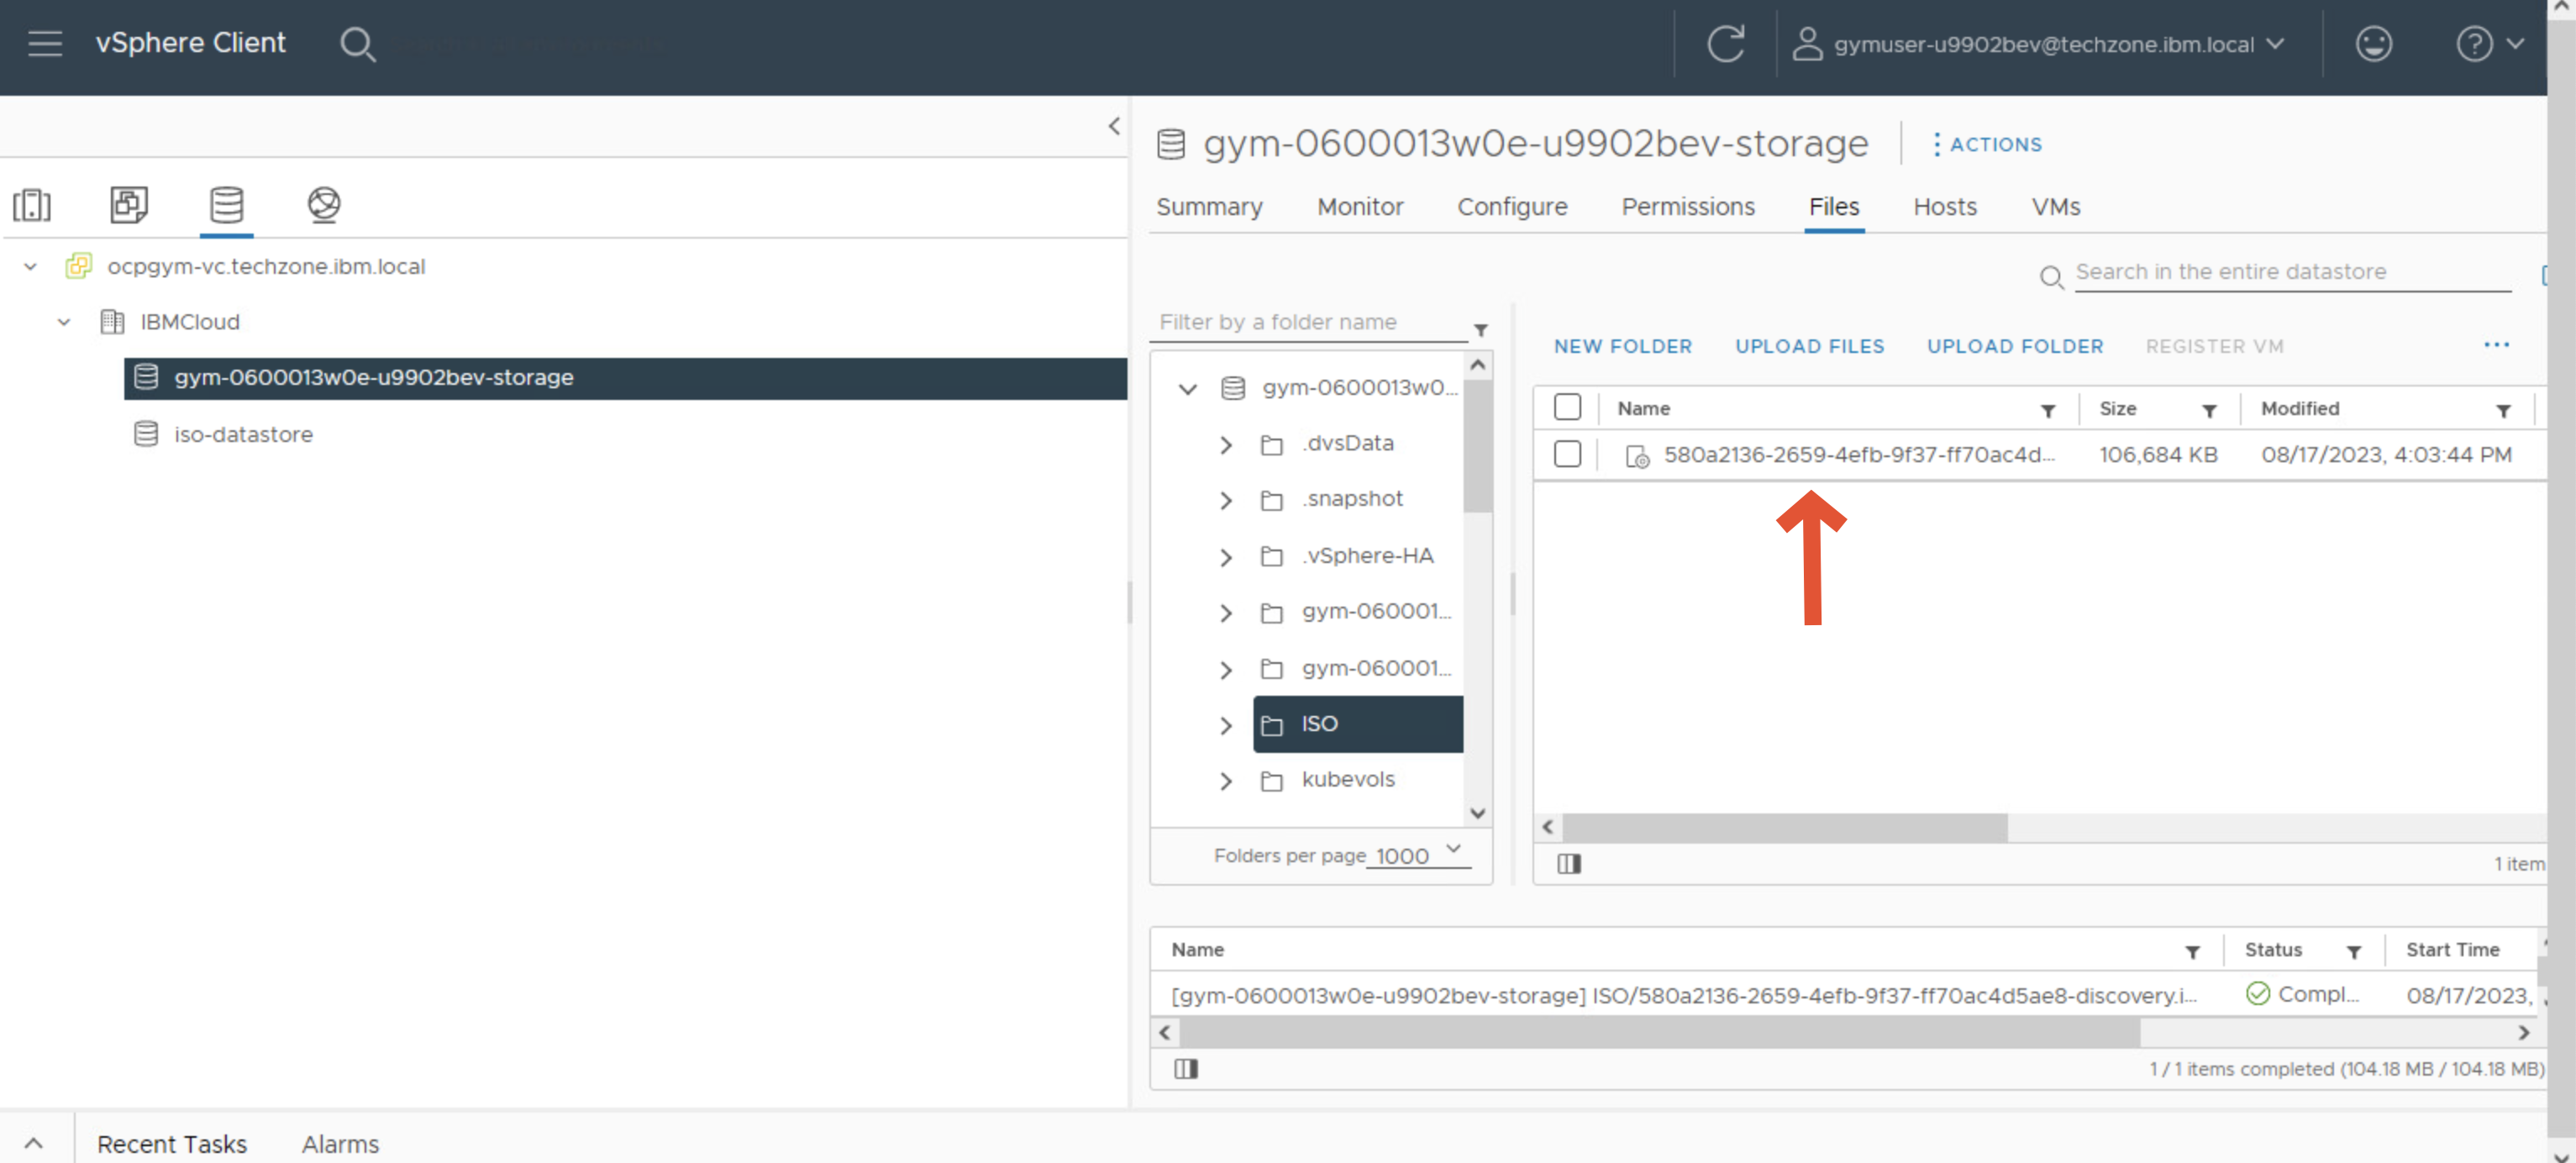 vSphere Client
gymuser-u9902bev@techzone.ibm.local
gym-0600013w0e-u9902bev-storage
ACTIONS
Summary Monitor Configure Permissions Files Hosts VMs
ocpgym-vc.techzone.ibm.local
IBMCloud
gym-0600013w0e-u9902bev-storage
iso-datastore
Search in the entire datastore
Filter by a folder name
gym-0600013w0...
.dvsData
.snapshot
.vSphere-HA
gym-060001...
gym-060001...
ISO
kubevols
Folders per page 1000
NEW FOLDER UPLOAD FILES UPLOAD FOLDER REGISTER VM ...
Name Size Modified
580a2136-2659-4efb-9f37-ff70ac4d... 106,684 KB 08/17/2023, 4:03:44 PM
1 item
Name Status Start Time
[gym-0600013w0e-u9902bev-storage] ISO/580a2136-2659-4efb-9f37-ff70ac4d5ae8-discovery.i... Compl... 08/17/2023,
1 / 1 items completed (104.18 MB / 104.18 MB)
Recent Tasks Alarms